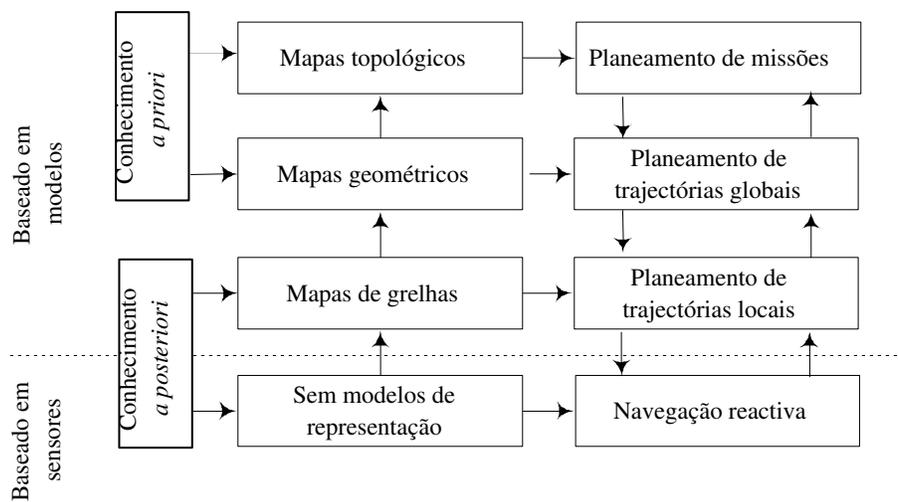 Baseado em
modelos
Conhecimento
a priori
Mapas topológicos
Planeamento de missões
Mapas geométricos
Planeamento de
trajectórias globais
Conhecimento
a posteriori
Mapas de grelhas
Planeamento de
trajectórias locais
Baseado em
sensores
Sem modelos de
representação
Navegação reactiva